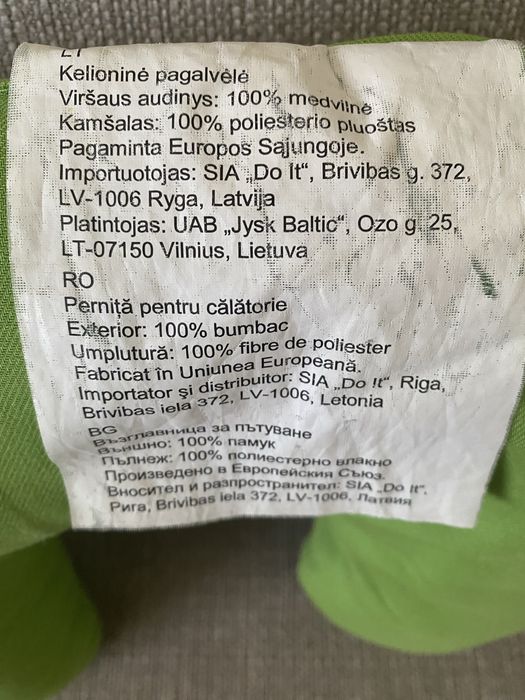 LT
Kelioninė pagalvėlė
Viršaus audinys: 100% medvilnė
Kamšalas: 100% poliesterio pluoštas
Pagaminta Europos Sąjungoje.
Importuotojas: SIA „Do It“, Brivibas g. 372,
LV-1006 Ryga, Latvija
Platintojas: UAB „Jysk Baltic“, Ozo g. 25,
LT-07150 Vilnius, Lietuva
RO
Perniță pentru călătorie
Exterior: 100% bumbac
Umplutură: 100% fibre de poliester
Fabricat în Uniunea Europeană.
Importator și distribuitor: SIA „Do It“, Riga,
Brivibas iela 372, LV-1006, Letonia
BG
Възглавница за пътуване
Външно: 100% памук
Пълнеж: 100% полиестерно влакно
Произведено в Европейския Съюз.
Вносител и разпространител: SIA „Do It“,
Рига, Brivibas iela 372, LV-1006, Латвия